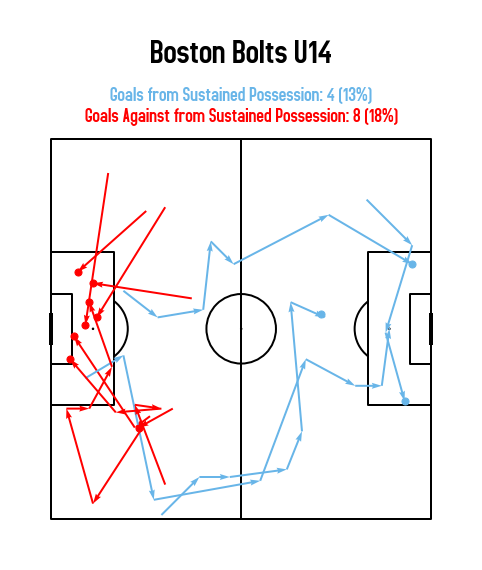 Boston Bolts U14
Goals from Sustained Possession: 4 (13%)
Goals Against from Sustained Possession: 8 (18%)